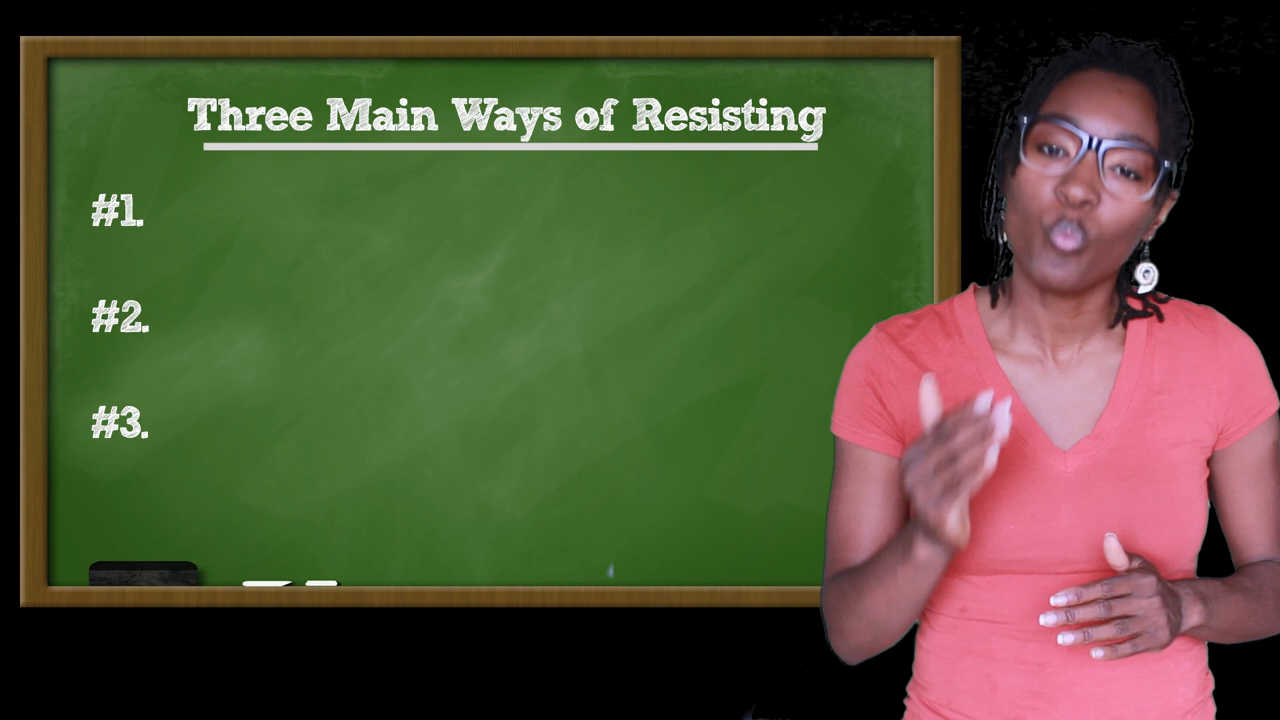 Three Main Ways of Resisting
#1.
#2.
#3.